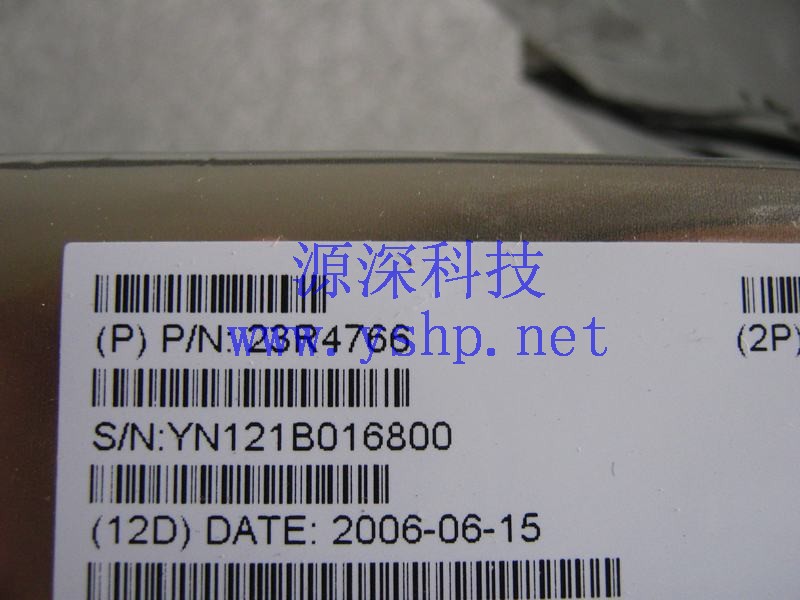 源深科技
(P) P/N: 23R4766
www.yshp.net
(2P)
S/N:YN121B016800
(12D) DATE: 2006-06-15